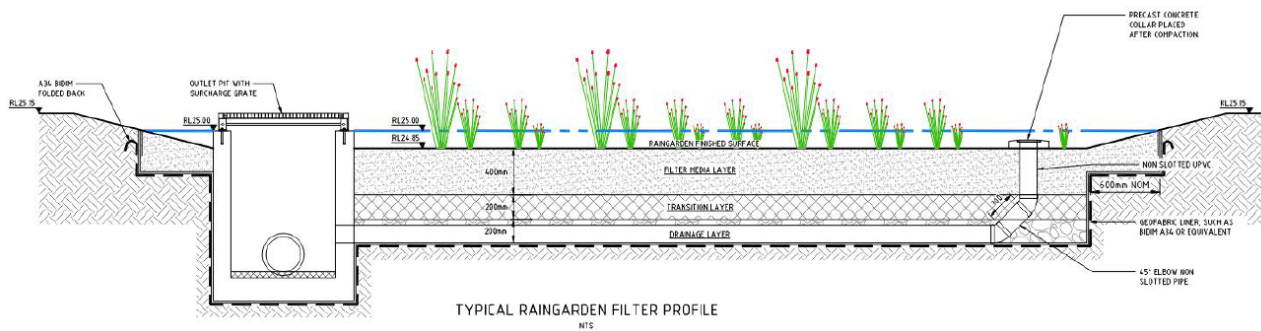 PRECAST CONCRETE
COLLAR PLACED
AFTER COMPACTION
A34 BIDIM
FOLDED BACK
OUTLET PIT WITH
SURCHARGE GRATE
RL25.15
RL25.15
RL25.00
RL25.00
RL24.85
RAINGARDEN FINISHED SURFACE
400mm
FILTER MEDIA LAYER
NON SLOTTED UPVC
600mm NOM
200mm
TRANSITION LAYER
300
200mm
DRAINAGE LAYER
GEOFABRIC LINER, SUCH AS
BIDIM A34 OR EQUIVALENT
45° ELBOW NON
SLOTTED PIPE
TYPICAL RAINGARDEN FILTER PROFILE
NTS